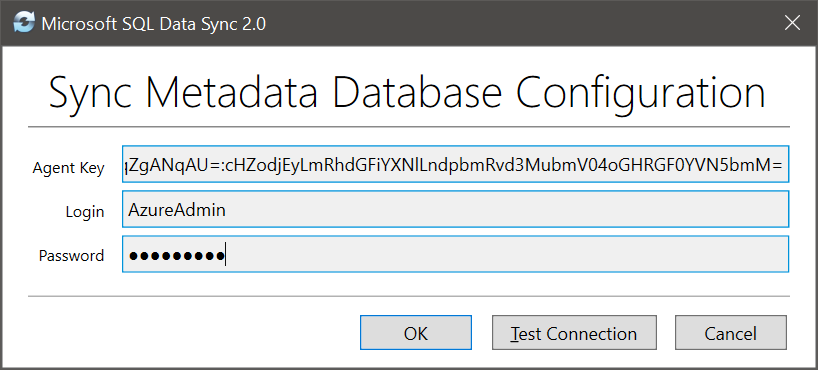 Microsoft SQL Data Sync 2.0
Sync Metadata Database Configuration
Agent Key
ZgANqAU=:cHZodjEyLmRhdGFiYXNlLndpbmRvd3MubmV04oGHRGF0YVN5bmM=
Login
AzureAdmin
Password
●●●●●●●●●
OK
Test Connection
Cancel